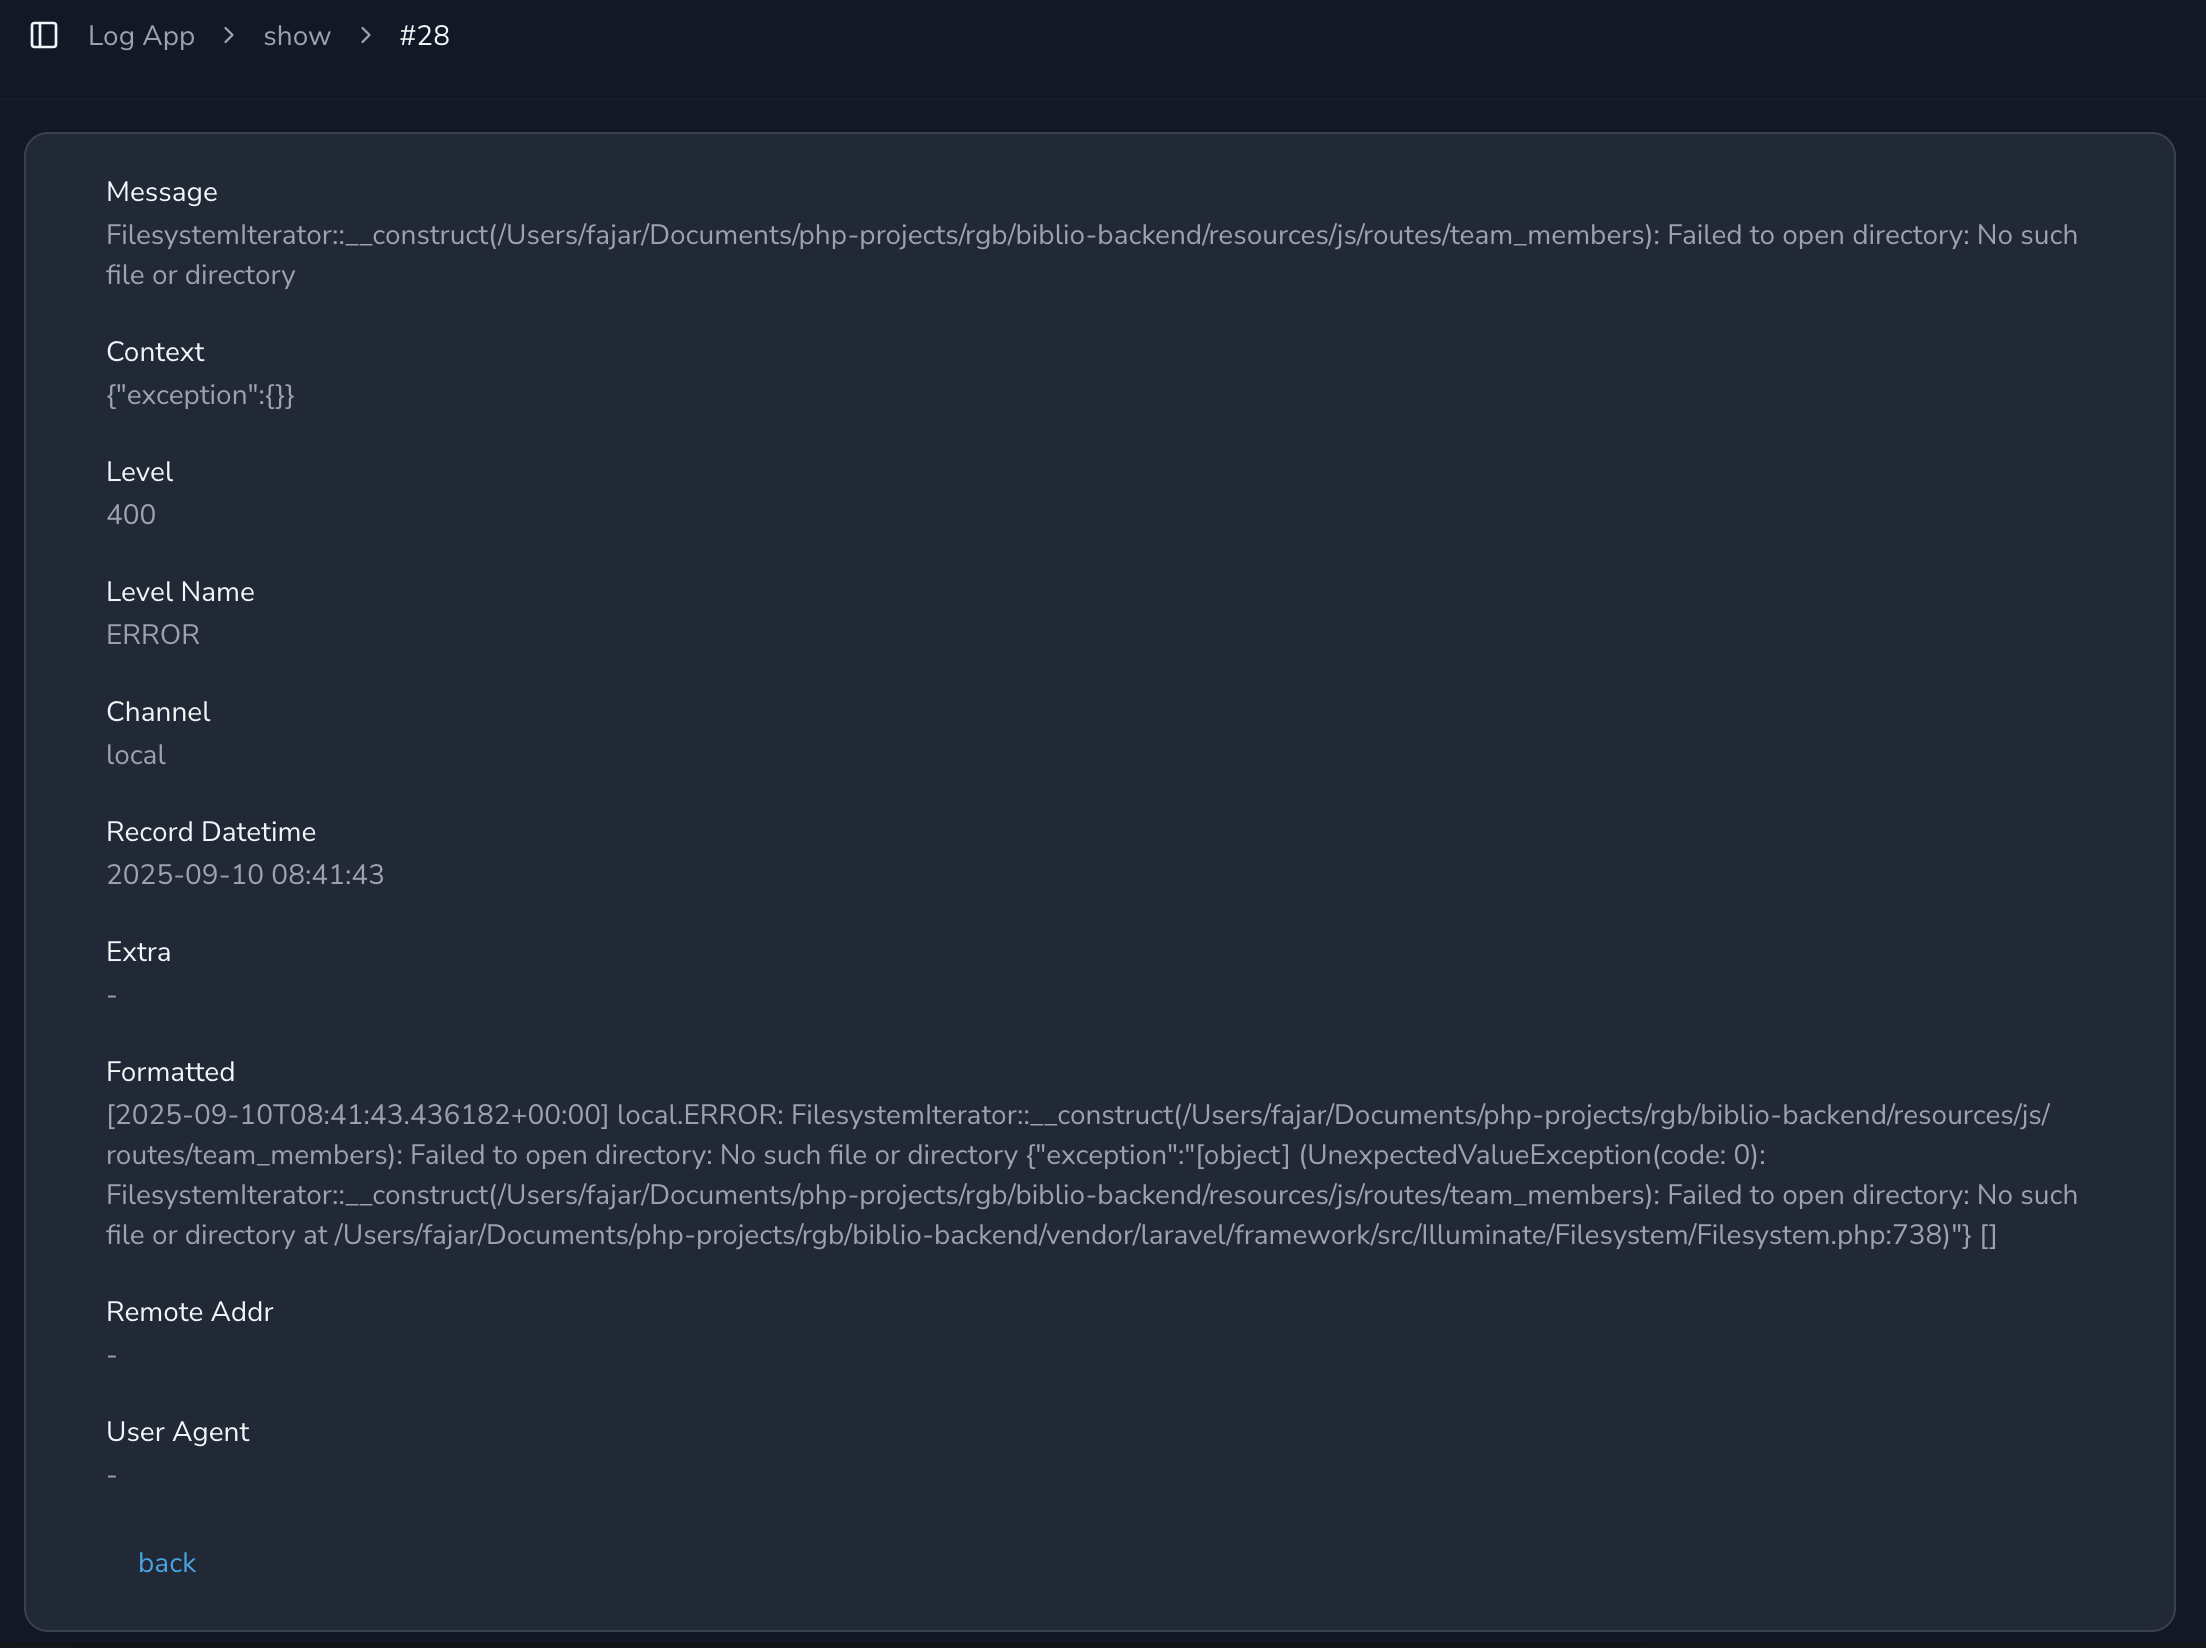 Log App > show > #28
Message
FilesystemIterator::__construct(/Users/fajar/Documents/php-projects/rgb/biblio-backend/resources/js/routes/team_members): Failed to open directory: No such
file or directory
Context
{"exception":{}}
Level
400
Level Name
ERROR
Channel
local
Record Datetime
2025-09-10 08:41:43
Extra
-
Formatted
[2025-09-10T08:41:43.436182+00:00] local.ERROR: FilesystemIterator::__construct(/Users/fajar/Documents/php-projects/rgb/biblio-backend/resources/js/
routes/team_members): Failed to open directory: No such file or directory {"exception":"[object] (UnexpectedValueException(code: 0):
FilesystemIterator::__construct(/Users/fajar/Documents/php-projects/rgb/biblio-backend/resources/js/routes/team_members): Failed to open directory: No such
file or directory at /Users/fajar/Documents/php-projects/rgb/biblio-backend/vendor/laravel/framework/src/Illuminate/Filesystem/Filesystem.php:738)"} []
Remote Addr
-
User Agent
-
back